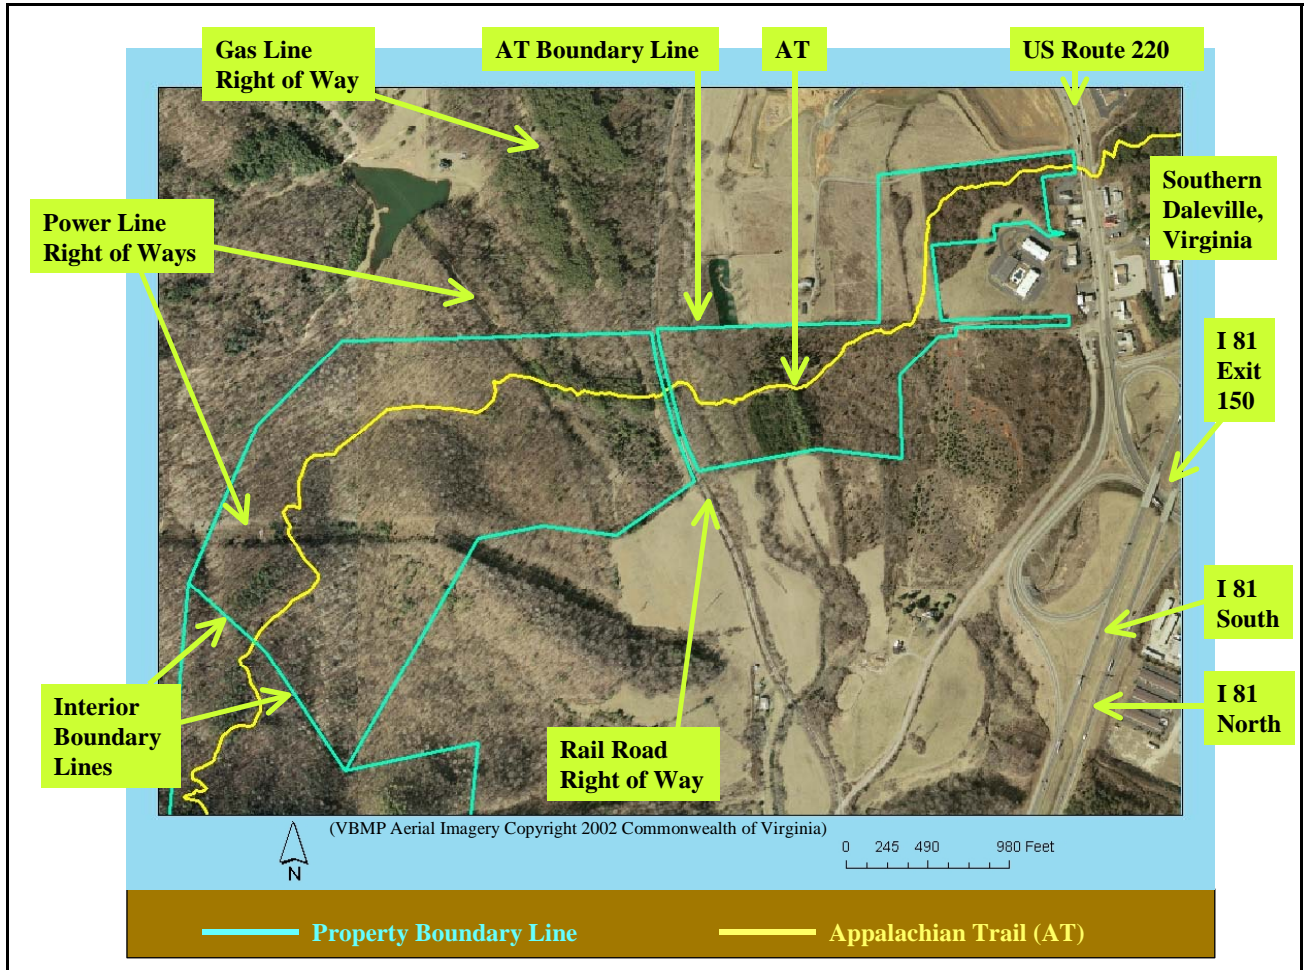 Gas Line
Right of Way
AT Boundary Line
AT
US Route 220
Southern
Daleville,
Virginia
Power Line
Right of Ways
I 81
Exit
150
I 81
South
Interior
Boundary
Lines
Rail Road
Right of Way
I 81
North
(VBMP Aerial Imagery Copyright 2002 Commonwealth of Virginia)
N
0 245 490 980 Feet
Property Boundary Line
Appalachian Trail (AT)